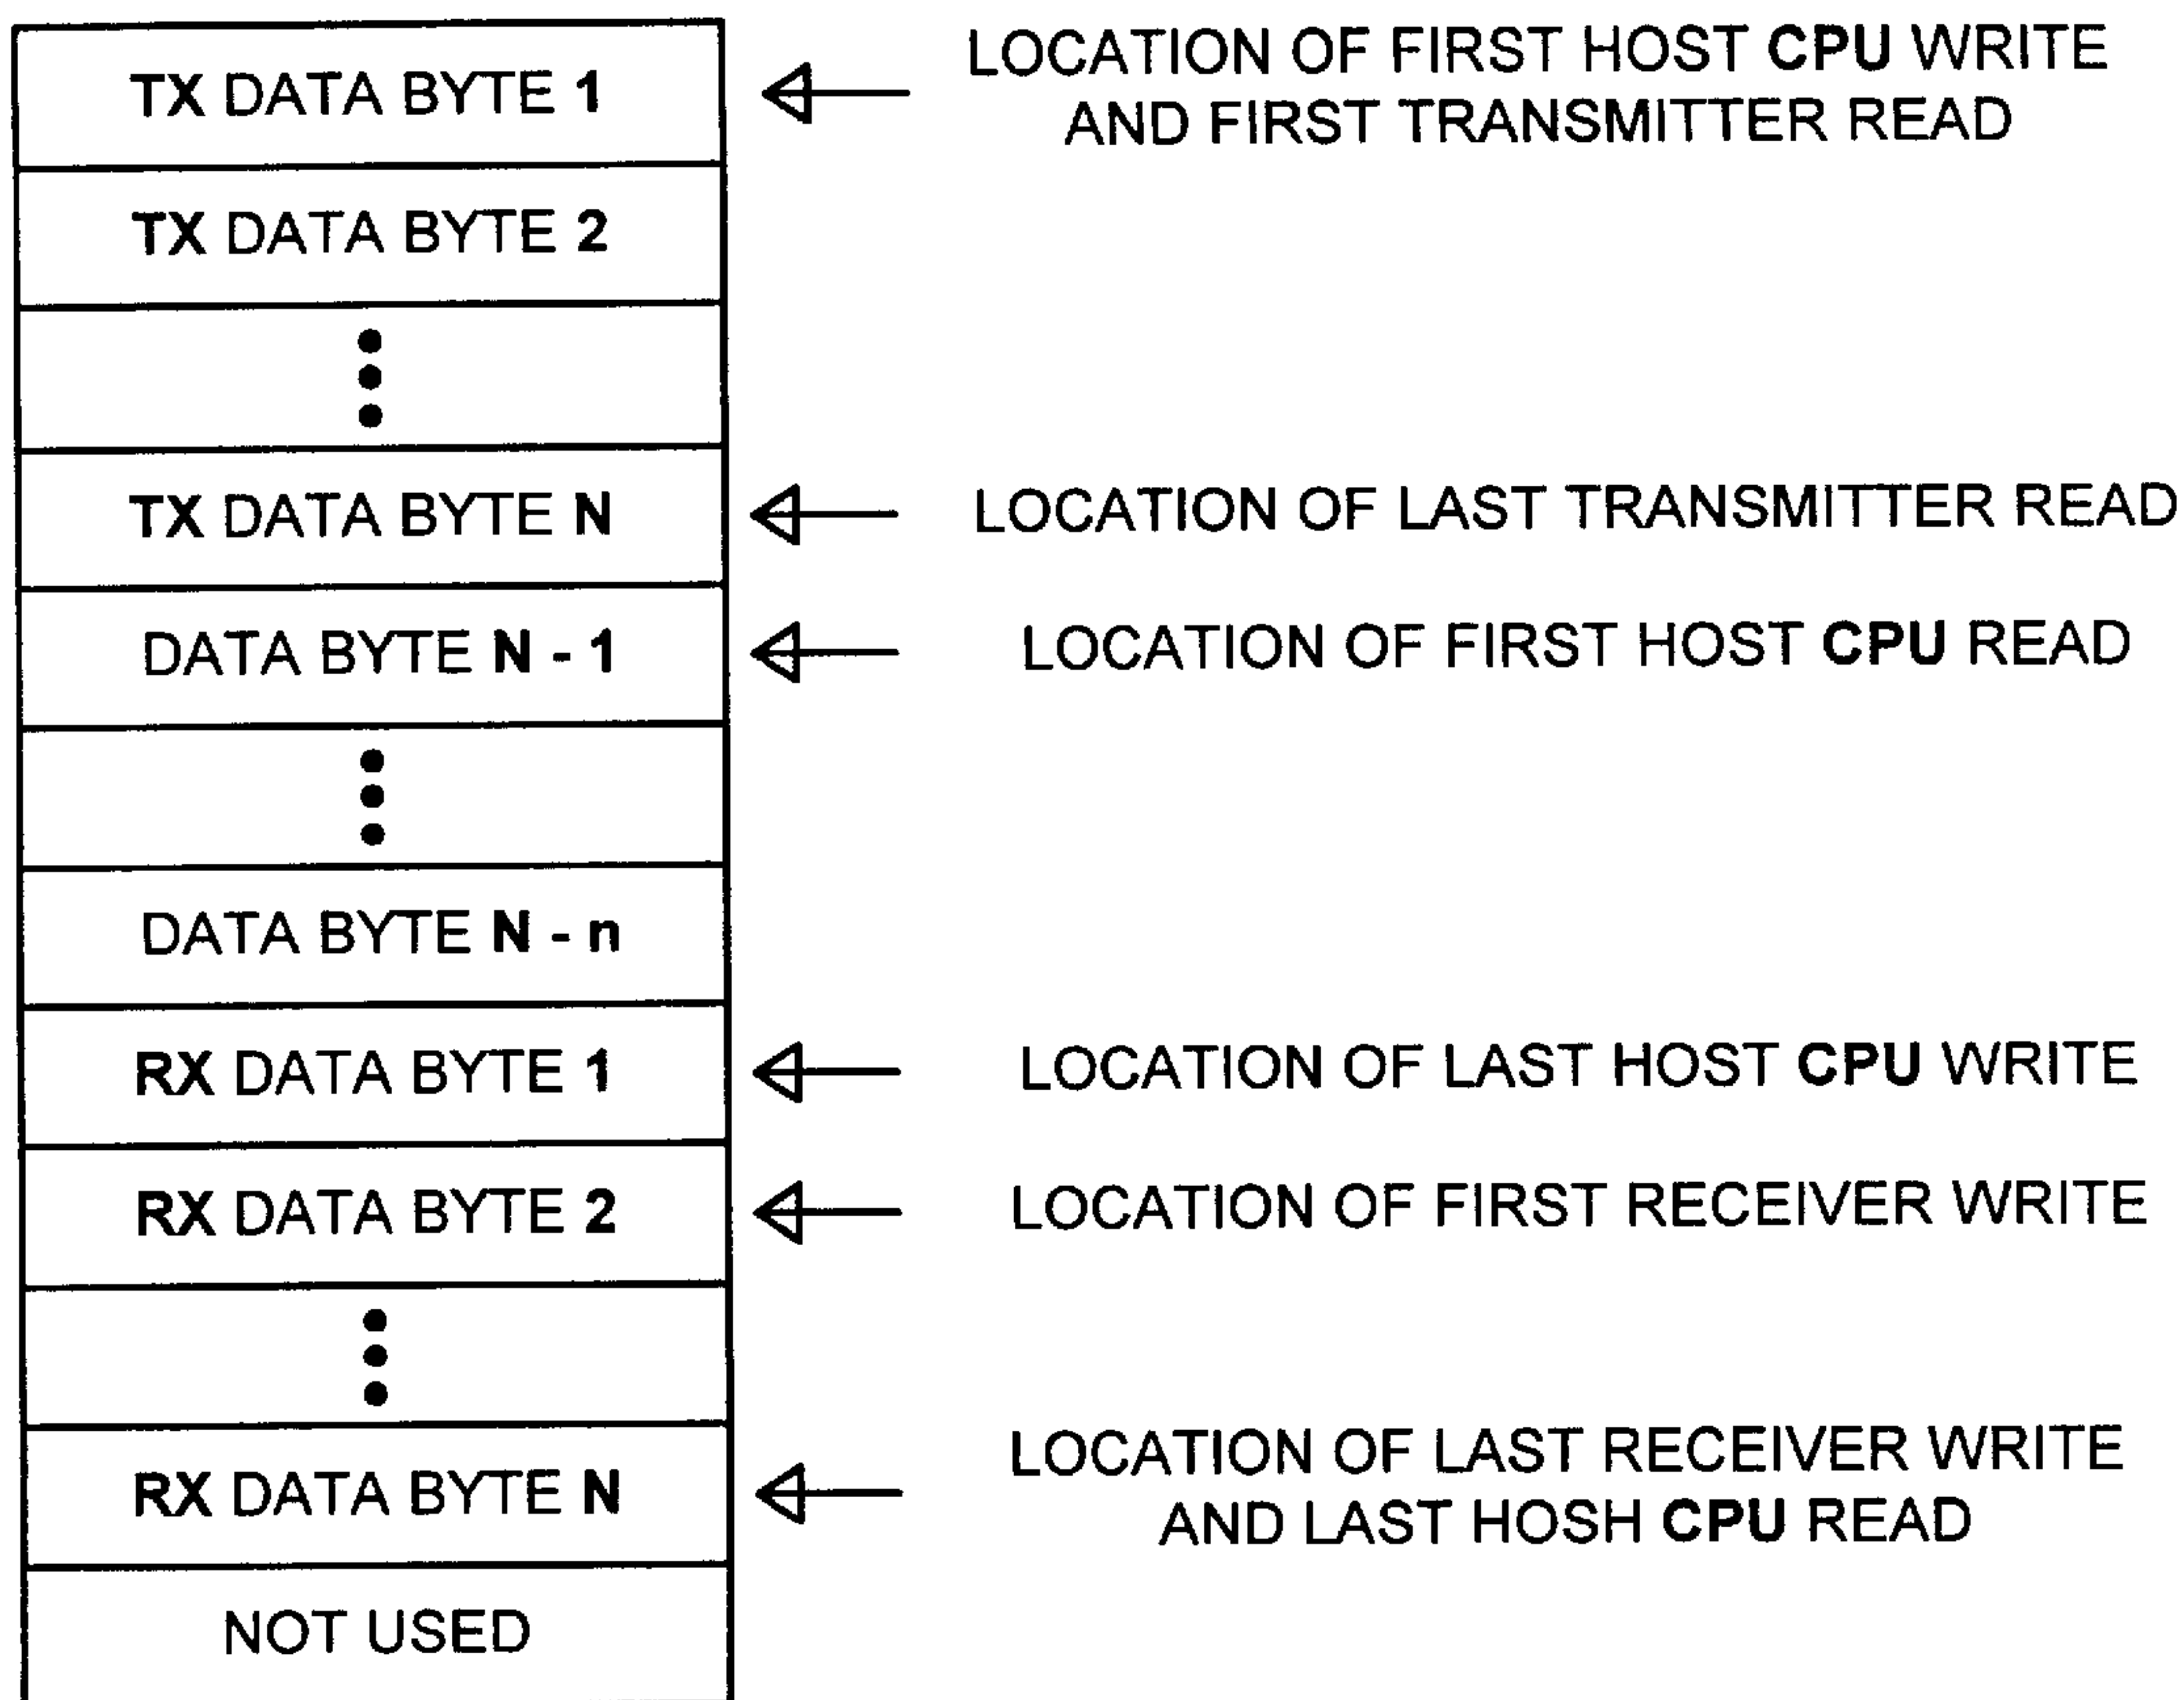 TX DATA BYTE 1
LOCATION OF FIRST HOST CPU WRITE
AND FIRST TRANSMITTER READ
TX DATA BYTE 2
TX DATA BYTE N
LOCATION OF LAST TRANSMITTER READ
DATA BYTE N - 1
LOCATION OF FIRST HOST CPU READ
DATA BYTE N - n
RX DATA BYTE 1
LOCATION OF LAST HOST CPU WRITE
RX DATA BYTE 2
LOCATION OF FIRST RECEIVER WRITE
RX DATA BYTE N
LOCATION OF LAST RECEIVER WRITE
AND LAST HOSH CPU READ
NOT USED